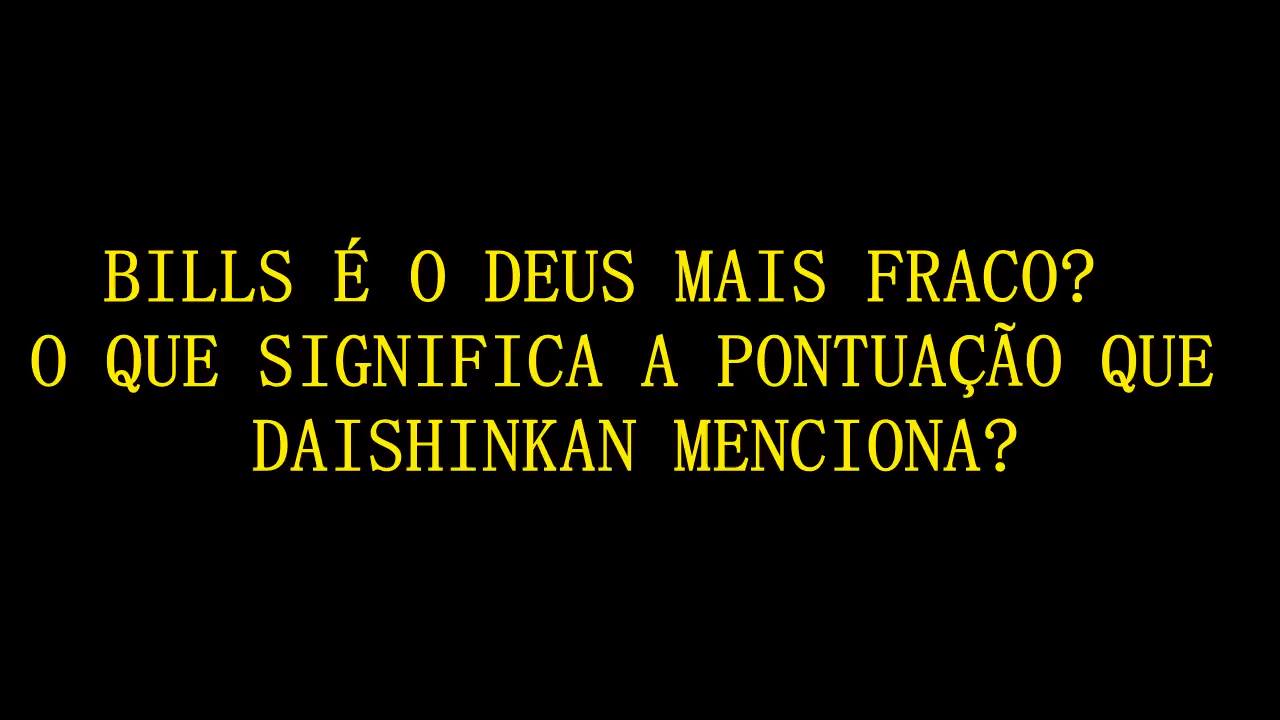 BILLS É O DEUS MAIS FRACO?
O QUE SIGNIFICA A PONTUAÇÃO QUE
DAISHINKAN MENCIONA?